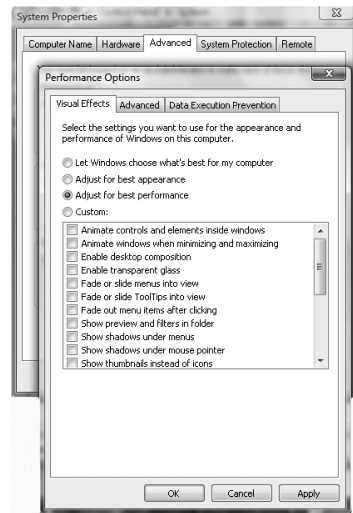 System Properties
Computer Name Hardware Advanced System Protection Remote
Performance Options
Visual Effects Advanced Data Execution Prevention
Select the settings you want to use for the appearance and
performance of Windows on this computer.
Let Windows choose what's best for my computer
Adjust for best appearance
Adjust for best performance
Custom:
Animate controls and elements inside windows
Animate windows when minimizing and maximizing
Enable desktop composition
Enable transparent glass
Fade or slide menus into view
Fade or slide ToolTips into view
Fade out menu items after clicking
Show preview and filters in folder
Show shadows under menus
Show shadows under mouse pointer
Show thumbnails instead of icons
OK Cancel Apply